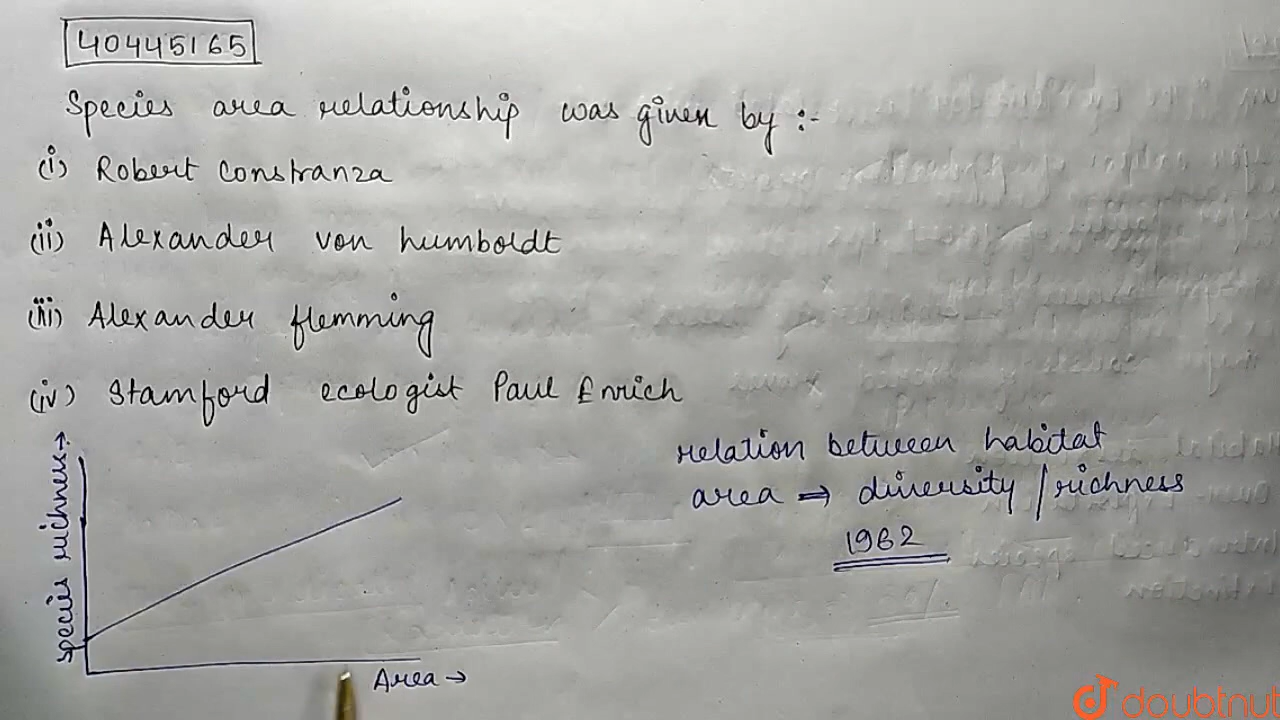 40445165
Species area relationship was given by :-
(i) Robert Constranza
(ii) Alexander von humboldt
(iii) Alexander flemming
(iv) Stamford ecologist Paul Enrich
relation between habitat
area ⇒ diversity / richness
1962
Species richness →
Area →
doubtnut